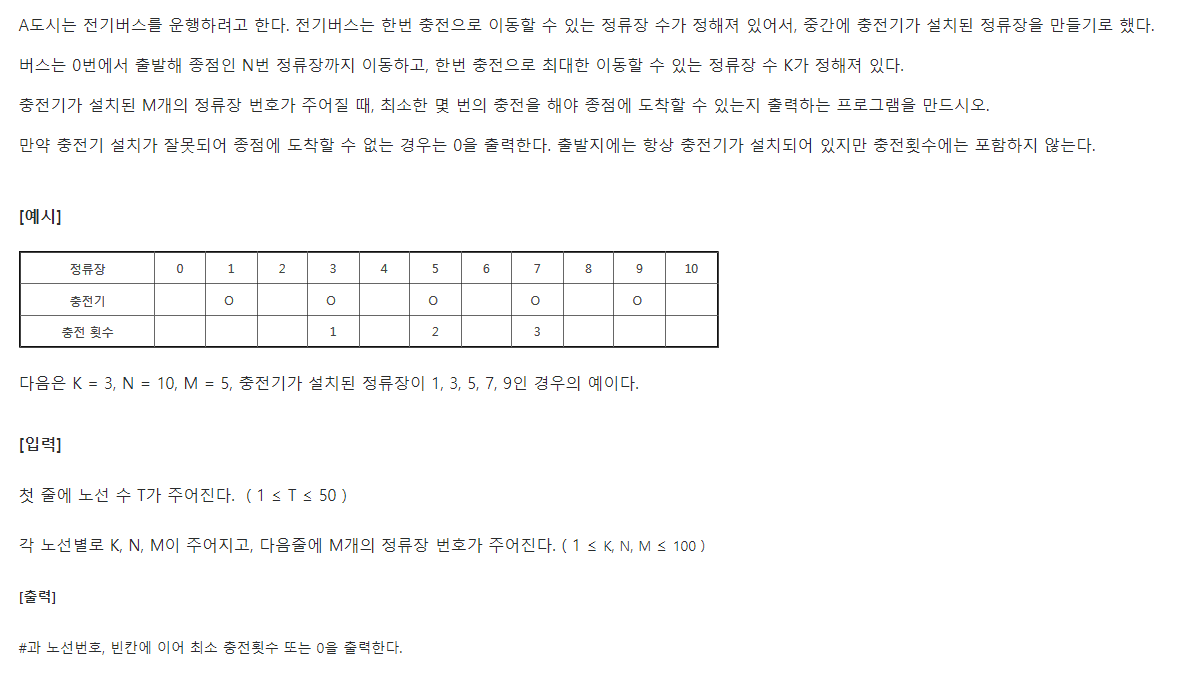 A도시는 전기버스를 운행하려고 한다. 전기버스는 한번 충전으로 이동할 수 있는 정류장 수가 정해져 있어서, 중간에 충전기가 설치된 정류장을 만들기로 했다.
버스는 0번에서 출발해 종점인 N번 정류장까지 이동하고, 한번 충전으로 최대한 이동할 수 있는 정류장 수 K가 정해져 있다.
충전기가 설치된 M개의 정류장 번호가 주어질 때, 최소한 몇 번의 충전을 해야 종점에 도착할 수 있는지 출력하는 프로그램을 만드시오.
만약 충전기 설치가 잘못되어 종점에 도착할 수 없는 경우는 0을 출력한다. 출발지에는 항상 충전기가 설치되어 있지만 충전횟수에는 포함하지 않는다.
[예시]
정류장 0 1 2 3 4 5 6 7 8 9 10
충전기 O O O O O
충전 횟수 1 2 3
다음은 K = 3, N = 10, M = 5, 충전기가 설치된 정류장이 1, 3, 5, 7, 9인 경우의 예이다.
[입력]
첫 줄에 노선 수 T가 주어진다. ( 1 ≤ T ≤ 50 )
각 노선별로 K, N, M이 주어지고, 다음줄에 M개의 정류장 번호가 주어진다. ( 1 ≤ K, N, M ≤ 100 )
[출력]
#과 노선번호, 빈칸에 이어 최소 충전횟수 또는 0을 출력한다.